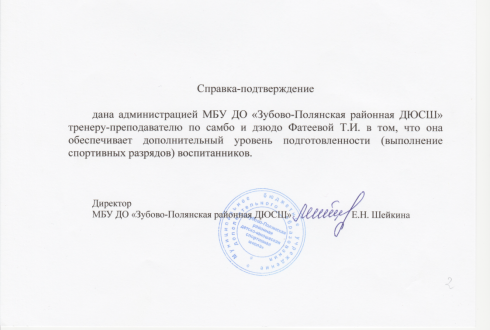 Справка-подтверждение
дана администрацией МБУ ДО «Зубово-Полянская районная ДЮСШ»
тренеру-преподавателю по самбо и дзюдо Фатеевой Т.И. в том, что она
обеспечивает дополнительный уровень подготовленности (выполнение
спортивных разрядов) воспитанников.
Директор
МБУ ДО «Зубово-Полянская районная ДЮСШ» Е.Н. Шейкина
2